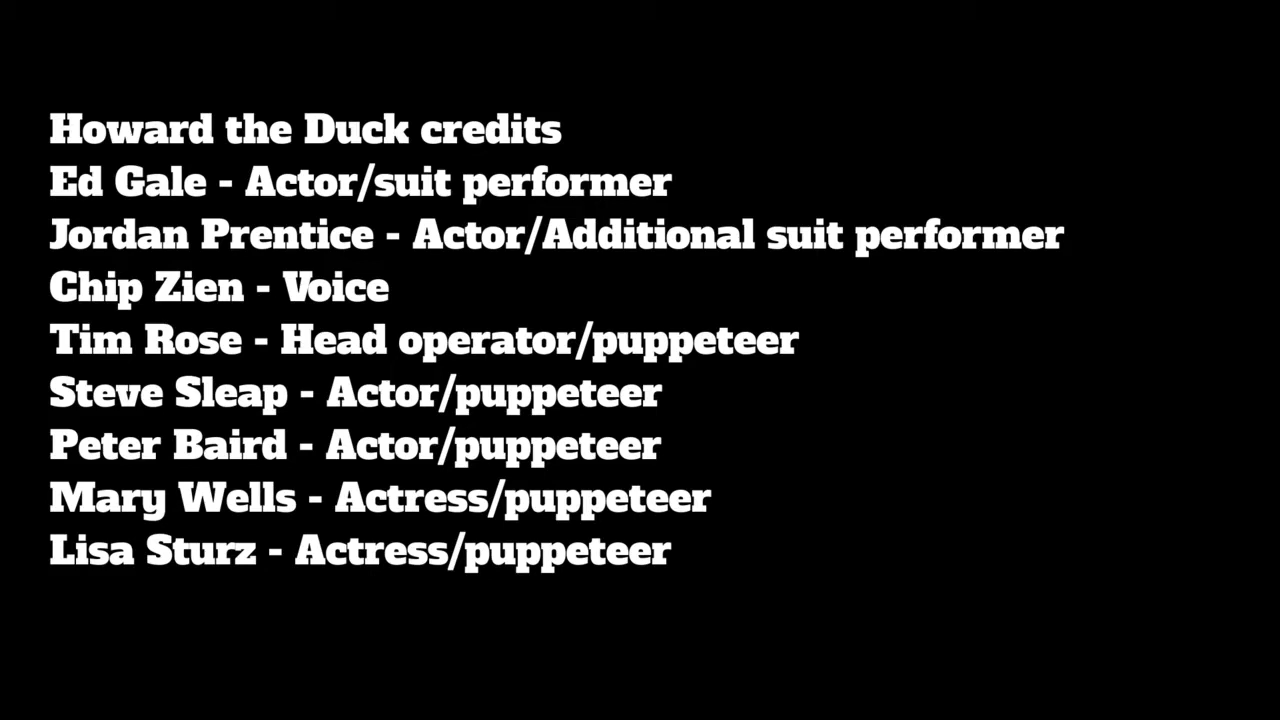 Howard the Duck credits
Ed Gale - Actor/suit performer
Jordan Prentice - Actor/Additional suit performer
Chip Zien - Voice
Tim Rose - Head operator/puppeteer
Steve Sleap - Actor/puppeteer
Peter Baird - Actor/puppeteer
Mary Wells - Actress/puppeteer
Lisa Sturz - Actress/puppeteer